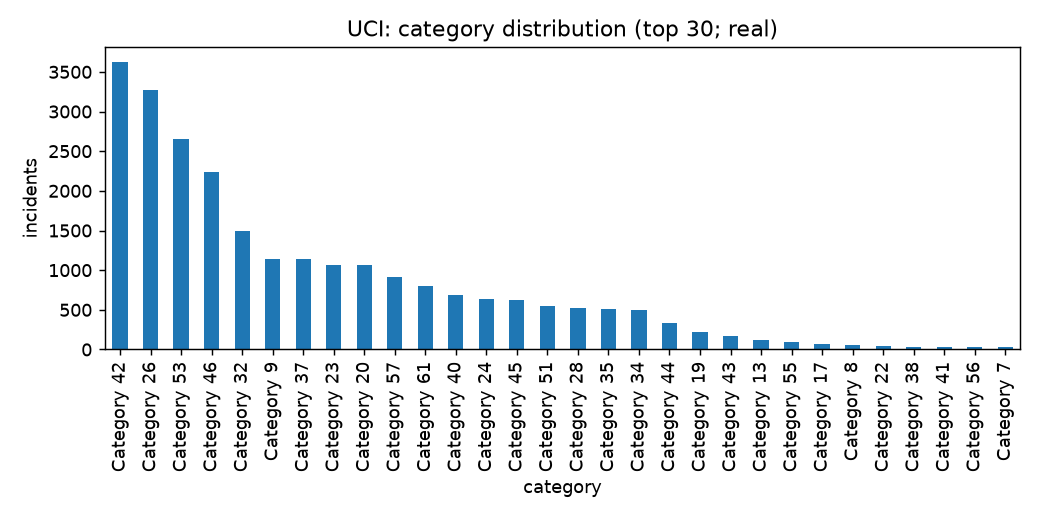 UCI: category distribution (top 30; real)
incidents
3500
3000
2500
2000
1500
1000
500
0
Category 42
Category 26
Category 53
Category 46
Category 32
Category 9
Category 37
Category 23
Category 20
Category 57
Category 61
Category 40
Category 24
Category 45
Category 51
Category 28
Category 35
Category 34
Category 44
Category 19
Category 43
Category 13
Category 55
Category 17
Category 8
Category 22
Category 38
Category 41
Category 56
Category 7
category